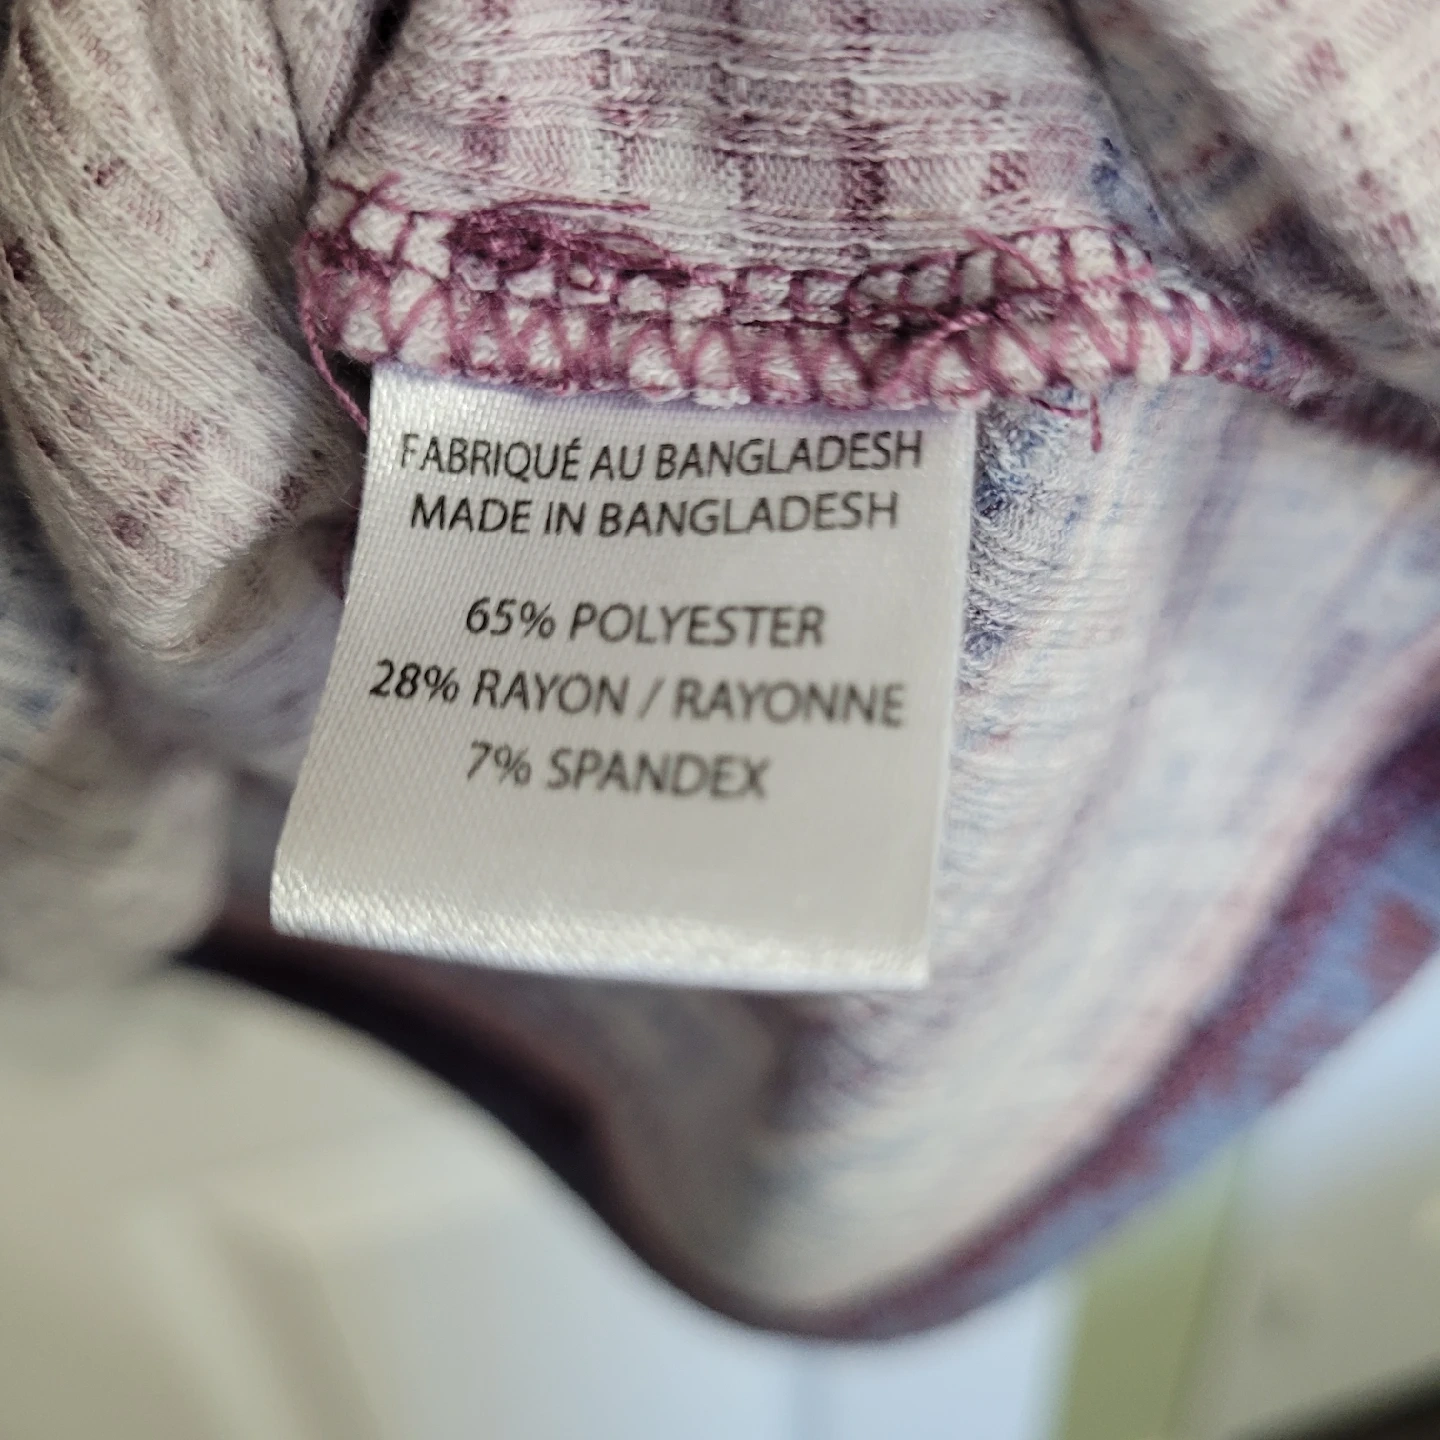 FABRIQUÉ AU BANGLADESH
MADE IN BANGLADESH
65% POLYESTER
28% RAYON / RAYONNE
7% SPANDEX